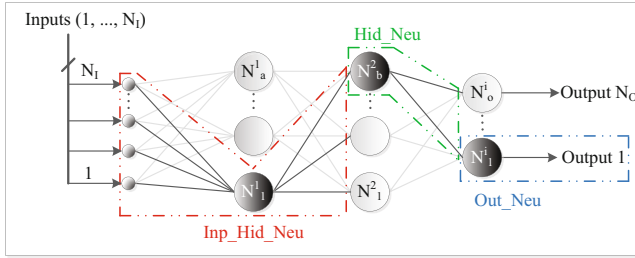 Inputs (1, ..., N_I)
Hid_Neu
N_I
N^1_a
N^2_b
N^i_o
Output N_O
1
N^1_1
N^2_1
N^i_1
Output 1
Inp_Hid_Neu
Out_Neu